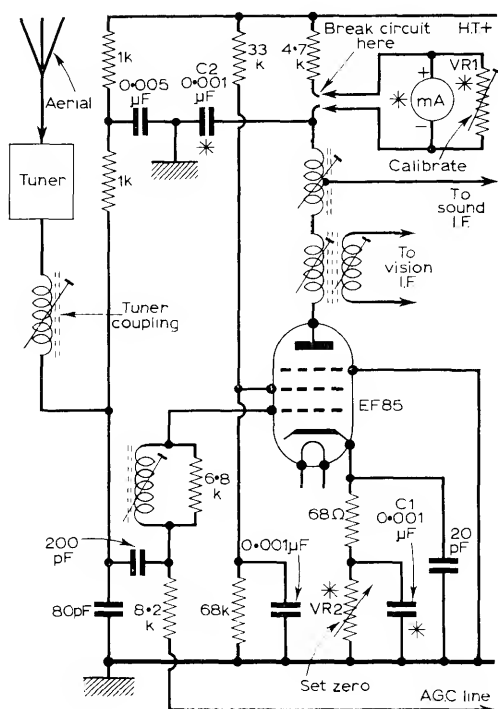 Aerial
1k
33
k
4·7
k
Break circuit
here
H.T+
0·005
µF
C2
0·001
µF
*
+
mA
*
−
VR1
*
Calibrate
Tuner
1k
To
sound
I.F.
To
vision
I.F.
Tuner
coupling
EF85
6·8
k
200
pF
0·001µF
68Ω
C1
0·001
µF
20
pF
80pF
8·2
k
68k
*
VR2
*
Set zero
AGC line